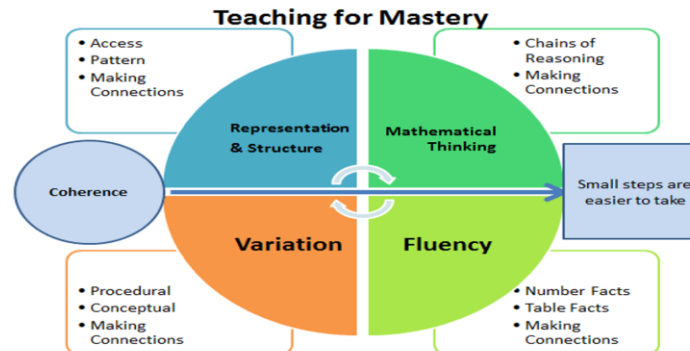 Teaching for Mastery
• Access
• Pattern
• Making
Connections
• Chains of
Reasoning
• Making
Connections
Representation
& Structure
Mathematical
Thinking
Coherence
Small steps are
easier to take
Variation
Fluency
• Procedural
• Conceptual
• Making
Connections
• Number Facts
• Table Facts
• Making
Connections